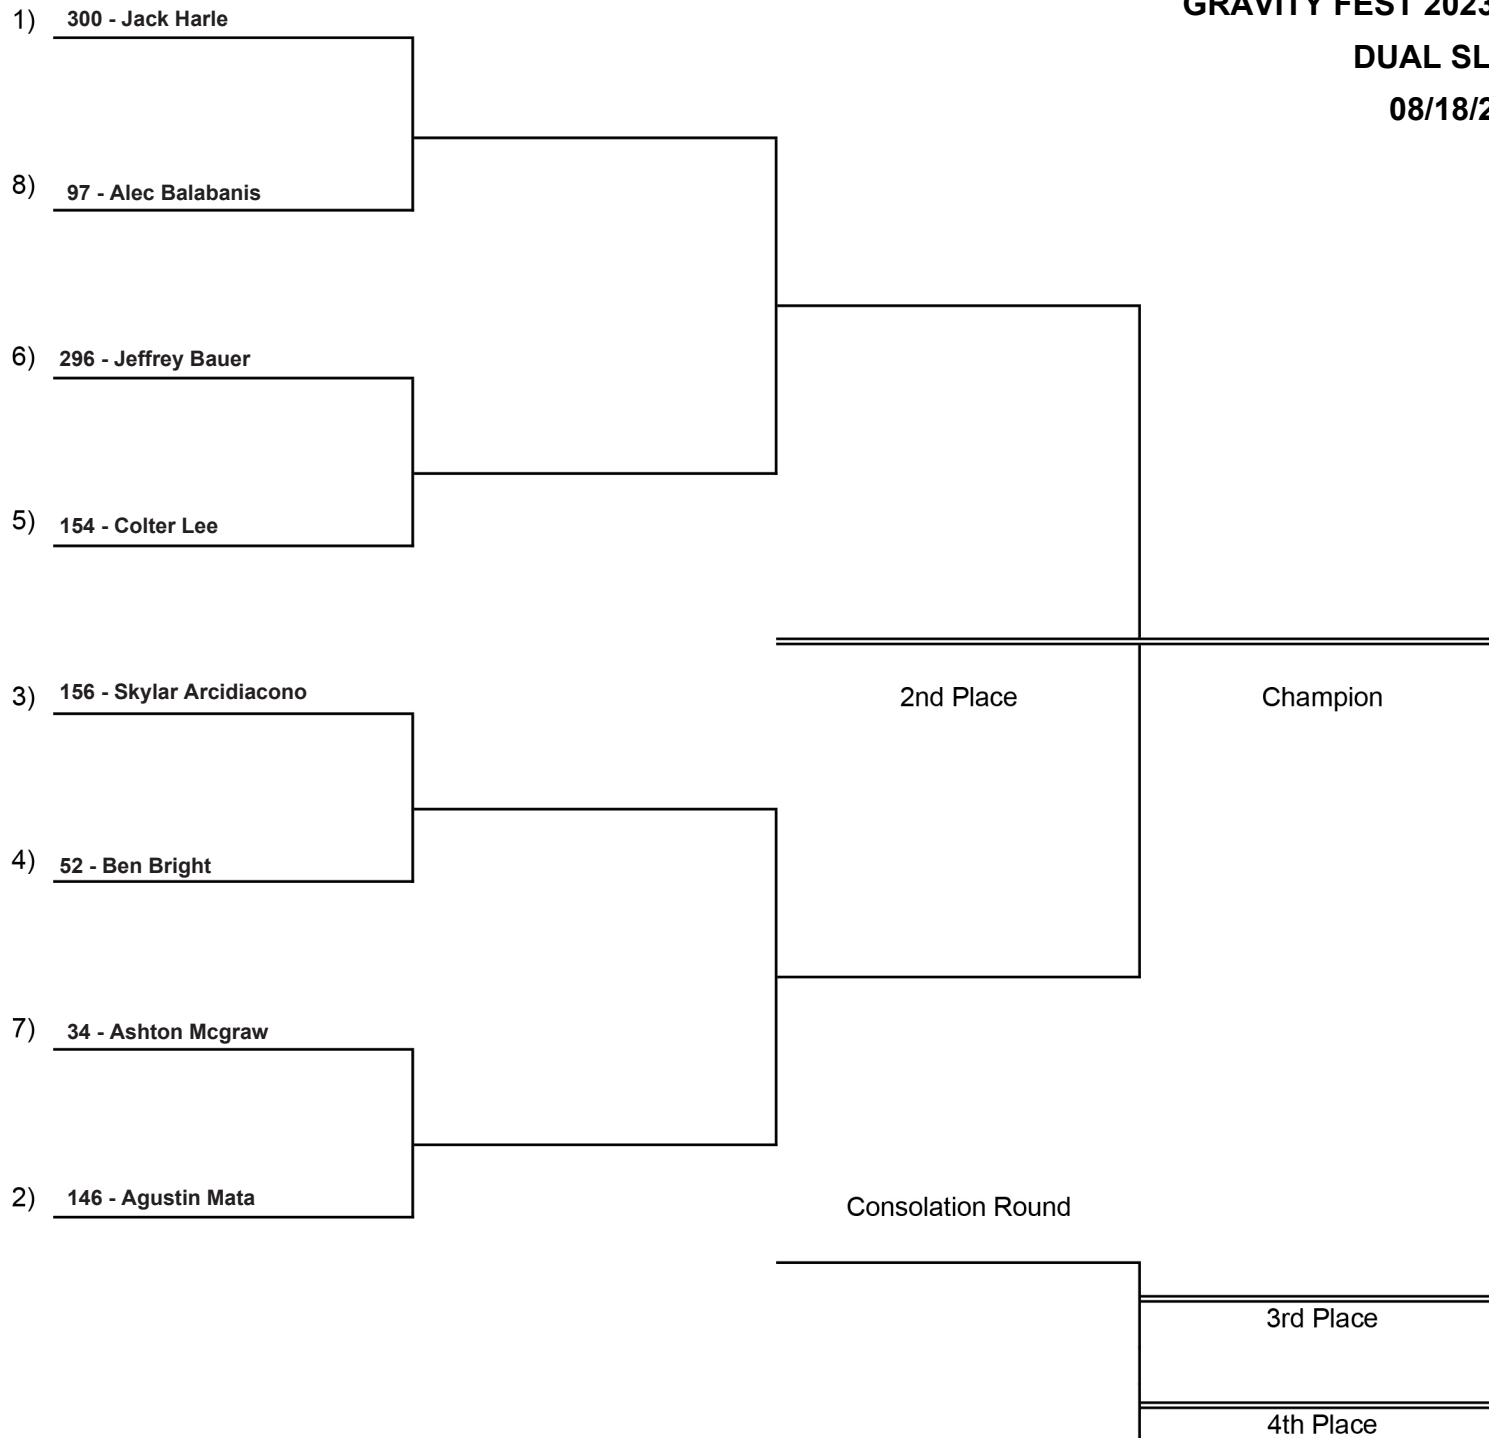 GRAVITY FEST 2023
DUAL SL
08/18/2
1) 300 - Jack Harle
8) 97 - Alec Balabanis
6) 296 - Jeffrey Bauer
5) 154 - Colter Lee
3) 156 - Skylar Arcidiacono
2nd Place
Champion
4) 52 - Ben Bright
7) 34 - Ashton Mcgraw
2) 146 - Agustin Mata
Consolation Round
3rd Place
4th Place